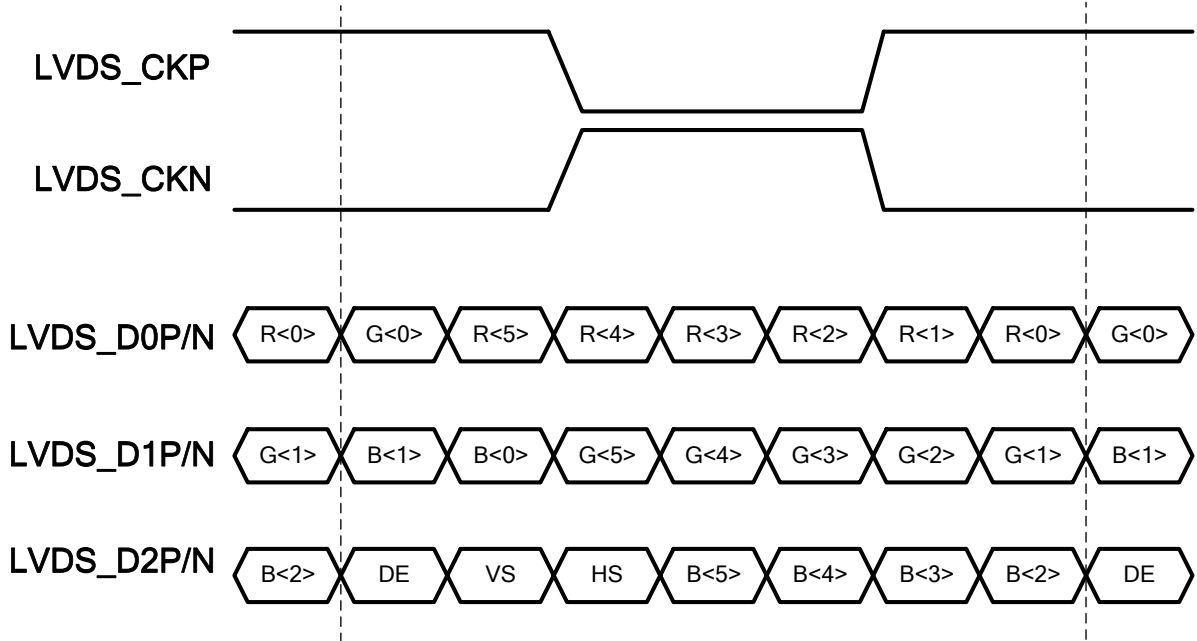 LVDS_CKP
LVDS_CKN
LVDS_D0P/N R<0> G<0> R<5> R<4> R<3> R<2> R<1> R<0> G<0>
LVDS_D1P/N G<1> B<1> B<0> G<5> G<4> G<3> G<2> G<1> B<1>
LVDS_D2P/N B<2> DE VS HS B<5> B<4> B<3> B<2> DE